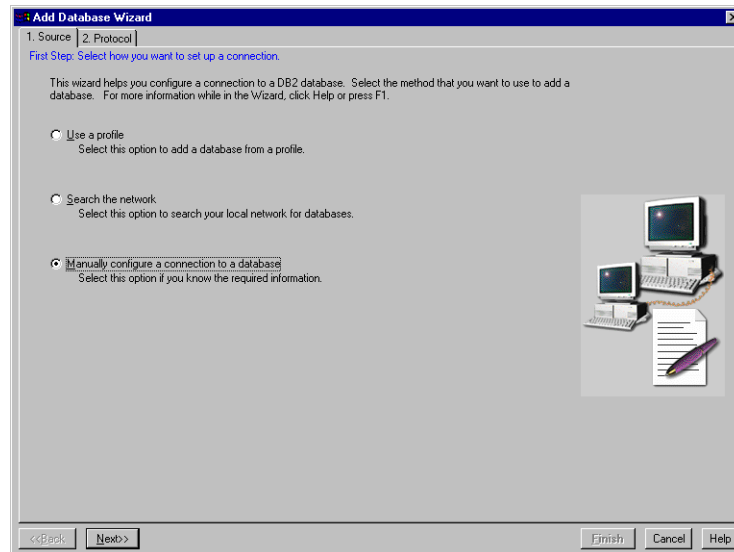 Add Database Wizard
1. Source
2. Protocol
First Step: Select how you want to set up a connection.
This wizard helps you configure a connection to a DB2 database. Select the method that you want to use to add a
database. For more information while in the Wizard, click Help or press F1.
Use a profile
Select this option to add a database from a profile.
Search the network
Select this option to search your local network for databases.
Manually configure a connection to a database
Select this option if you know the required information.
<<Back
Next>>
Finish
Cancel
Help